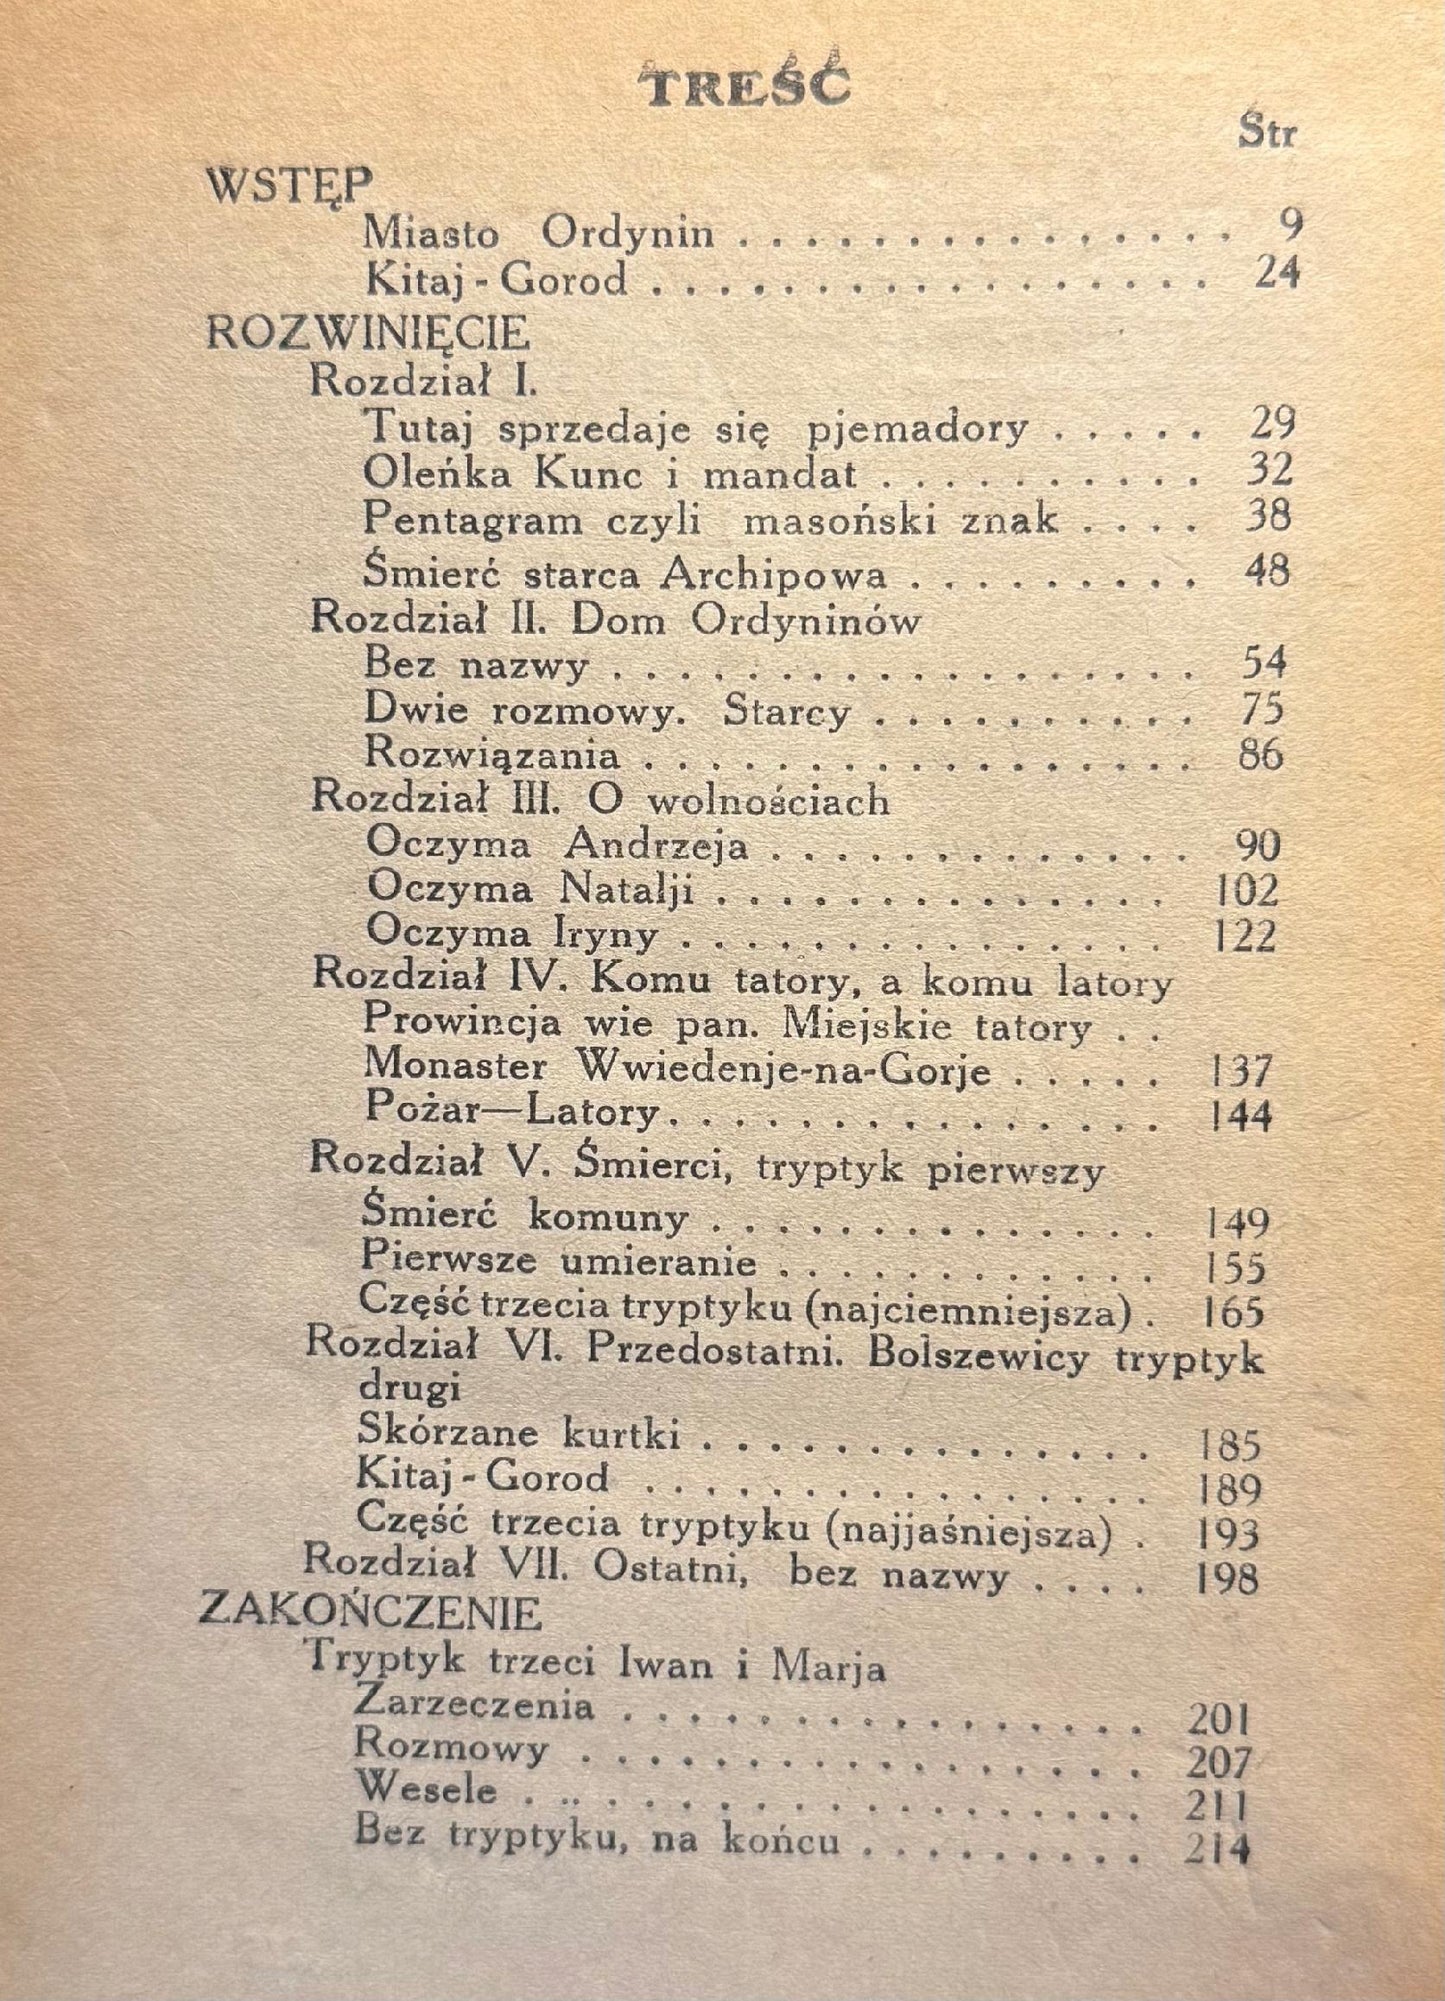 TREŚĆ
Str
WSTĘP
Miasto Ordynin . . . . . . . . . . . . . . . 9
Kitaj - Gorod . . . . . . . . . . . . . . . . . 24
ROZWINIĘCIE
Rozdział I.
Tutaj sprzedaje się pjemadory . . . . . 29
Oleńka Kunc i mandat . . . . . . . . . . 32
Pentagram czyli masoński znak . . . . 38
Śmierć starca Archipowa . . . . . . . . . 48
Rozdział II. Dom Ordyninów
Bez nazwy . . . . . . . . . . . . . . . . . . 54
Dwie rozmowy. Starcy . . . . . . . . . . 75
Rozwiązania . . . . . . . . . . . . . . . . . 86
Rozdział III. O wolnościach
Oczyma Andrzeja . . . . . . . . . . . . . 90
Oczyma Natalji . . . . . . . . . . . . . . 102
Oczyma Iryny . . . . . . . . . . . . . . . 122
Rozdział IV. Komu tatory, a komu latory
Prowincja wie pan. Miejskie tatory . .
Monaster Wwiedenje-na-Gorje . . . . . 137
Pożar—Latory. . . . . . . . . . . . . . . 144
Rozdział V. Śmierci, tryptyk pierwszy
Śmierć komuny . . . . . . . . . . . . . . 149
Pierwsze umieranie . . . . . . . . . . . . 155
Część trzecia tryptyku (najciemniejsza) . 165
Rozdział VI. Przedostatni. Bolszewicy tryptyk
drugi
Skórzane kurtki . . . . . . . . . . . . . . 185
Kitaj - Gorod . . . . . . . . . . . . . . . . 189
Część trzecia tryptyku (najjaśniejsza) . 193
Rozdział VII. Ostatni, bez nazwy . . . . 198
ZAKOŃCZENIE
Tryptyk trzeci Iwan i Marja
Zarzeczenia . . . . . . . . . . . . . . . . 201
Rozmowy . . . . . . . . . . . . . . . . . 207
Wesele . . . . . . . . . . . . . . . . . . . 211
Bez tryptyku, na końcu . . . . . . . . . 214